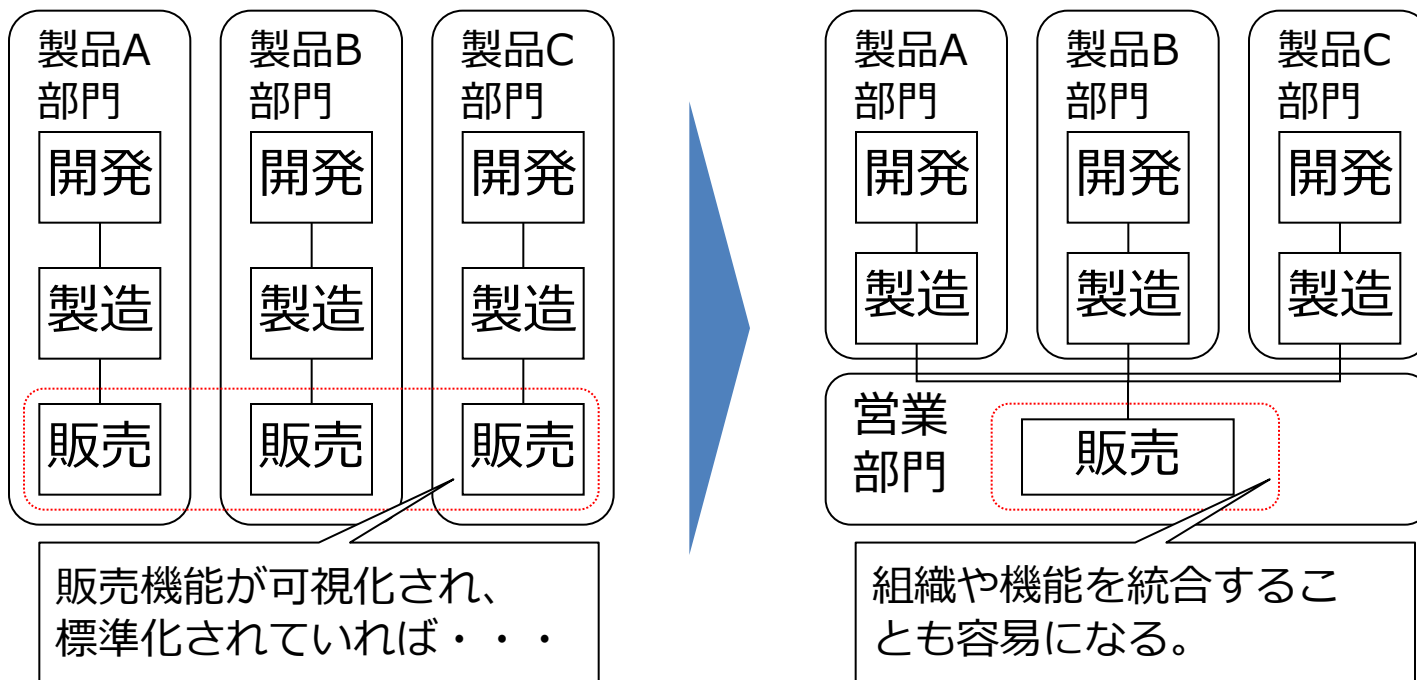 製品A
部門
開発
製造
販売
製品B
部門
開発
製造
販売
製品C
部門
開発
製造
販売
販売機能が可視化され、
標準化されていれば・・・
製品A
部門
開発
製造
製品B
部門
開発
製造
製品C
部門
開発
製造
営業
部門
販売
組織や機能を統合するこ
とも容易になる。